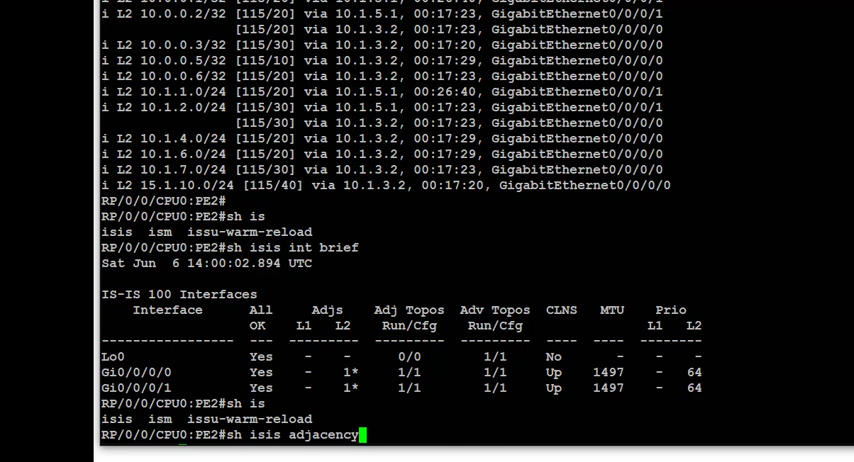 i L2 10.0.0.2/32 [115/20] via 10.1.5.1, 00:17:23, GigabitEthernet0/0/0/1
[115/20] via 10.1.3.2, 00:17:23, GigabitEthernet0/0/0/0
i L2 10.0.0.3/32 [115/30] via 10.1.3.2, 00:17:20, GigabitEthernet0/0/0/0
i L2 10.0.0.5/32 [115/10] via 10.1.3.2, 00:17:29, GigabitEthernet0/0/0/0
i L2 10.0.0.6/32 [115/20] via 10.1.3.2, 00:17:23, GigabitEthernet0/0/0/0
i L2 10.1.1.0/24 [115/20] via 10.1.5.1, 00:26:40, GigabitEthernet0/0/0/1
i L2 10.1.2.0/24 [115/30] via 10.1.5.1, 00:17:23, GigabitEthernet0/0/0/1
[115/30] via 10.1.3.2, 00:17:23, GigabitEthernet0/0/0/0
i L2 10.1.4.0/24 [115/20] via 10.1.3.2, 00:17:29, GigabitEthernet0/0/0/0
i L2 10.1.6.0/24 [115/20] via 10.1.3.2, 00:17:29, GigabitEthernet0/0/0/0
i L2 10.1.7.0/24 [115/30] via 10.1.3.2, 00:17:23, GigabitEthernet0/0/0/0
i L2 15.1.10.0/24 [115/40] via 10.1.3.2, 00:17:20, GigabitEthernet0/0/0/0
RP/0/0/CPU0:PE2#
RP/0/0/CPU0:PE2#sh is
isis ism issu-warm-reload
RP/0/0/CPU0:PE2#sh isis int brief
Sat Jun 6 14:00:02.894 UTC
IS-IS 100 Interfaces
Interface All Adjs Adj Topos Adv Topos CLNS MTU Prio
OK L1 L2 Run/Cfg Run/Cfg L1 L2
----------------- --- --------- --------- --------- ---- ---- --------
Lo0 Yes - - 0/0 1/1 No - - -
Gi0/0/0/0 Yes - 1* 1/1 1/1 Up 1497 - 64
Gi0/0/0/1 Yes - 1* 1/1 1/1 Up 1497 - 64
RP/0/0/CPU0:PE2#sh is
isis ism issu-warm-reload
RP/0/0/CPU0:PE2#sh isis adjacency